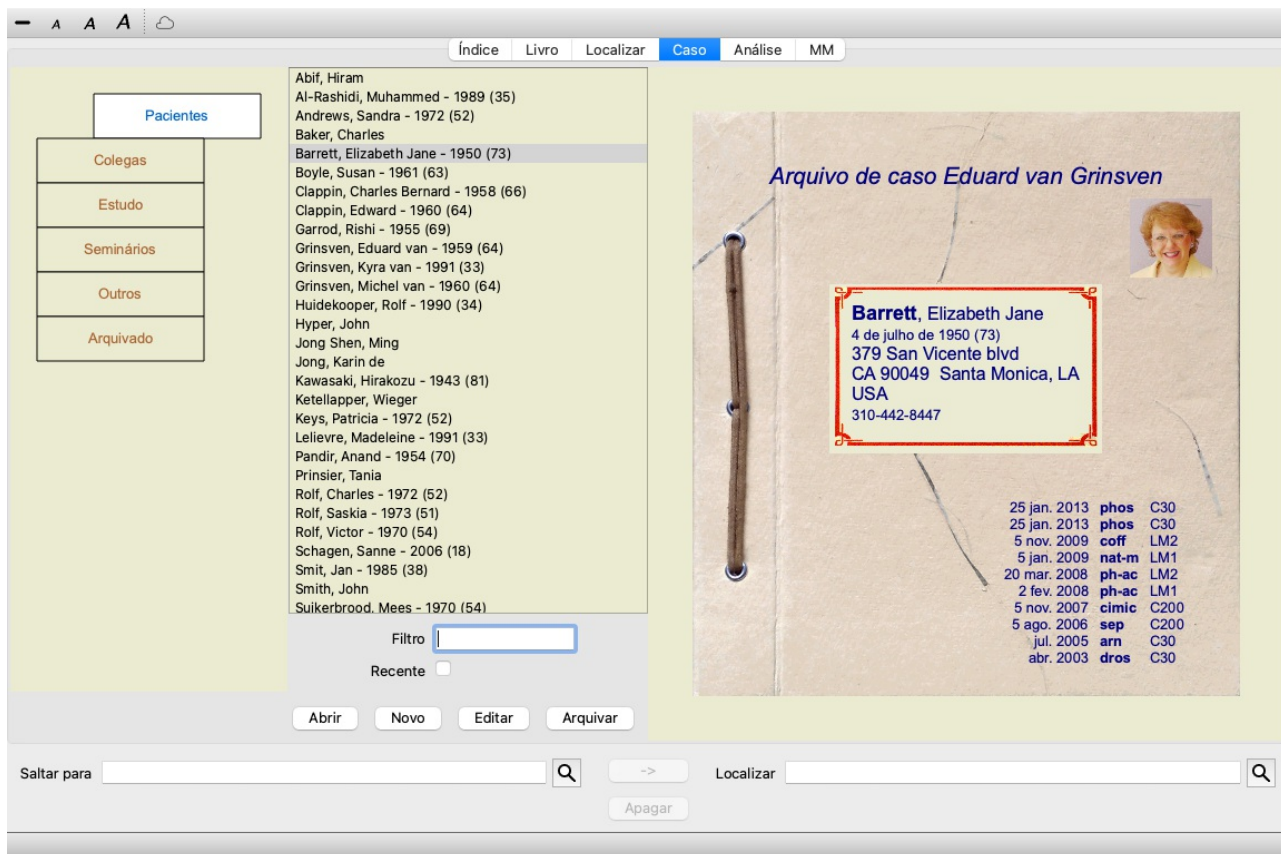 A A A
Índice Livro Localizar Caso Análise MM
Pacientes
Colegas
Estudo
Seminários
Outros
Arquivado
Abif, Hiram
Al-Rashidi, Muhammed - 1989 (35)
Andrews, Sandra - 1972 (52)
Baker, Charles
Barrett, Elizabeth Jane - 1950 (73)
Boyle, Susan - 1961 (63)
Clappin, Charles Bernard - 1958 (66)
Clappin, Edward - 1960 (64)
Garrod, Rishi - 1955 (69)
Grinsven, Eduard van - 1959 (64)
Grinsven, Kyra van - 1991 (33)
Grinsven, Michel van - 1960 (64)
Huidekooper, Rolf - 1990 (34)
Hyper, John
Jong Shen, Ming
Jong, Karin de
Kawasaki, Hirakozu - 1943 (81)
Ketellapper, Wieger
Keys, Patricia - 1972 (52)
Lelievre, Madeleine - 1991 (33)
Pandir, Anand - 1954 (70)
Prinsier, Tania
Rolf, Charles - 1972 (52)
Rolf, Saskia - 1973 (51)
Rolf, Victor - 1970 (54)
Schagen, Sanne - 2006 (18)
Smit, Jan - 1985 (38)
Smith, John
Suikerbrood, Mees - 1970 (54)
Filtro
Recente
Abrir Novo Editar Arquivar
Arquivo de caso Eduard van Grinsven
Barrett, Elizabeth Jane
4 de julho de 1950 (73)
379 San Vicente blvd
CA 90049 Santa Monica, LA
USA
310-442-8447
25 jan. 2013 phos C30
25 jan. 2013 phos C30
5 nov. 2009 coff LM2
5 jan. 2009 nat-m LM1
20 mar. 2008 ph-ac LM2
2 fev. 2008 ph-ac LM1
5 nov. 2007 cimic C200
5 ago. 2006 sep C200
jul. 2005 arn C30
abr. 2003 dros C30
Saltar para -> Localizar
Apagar